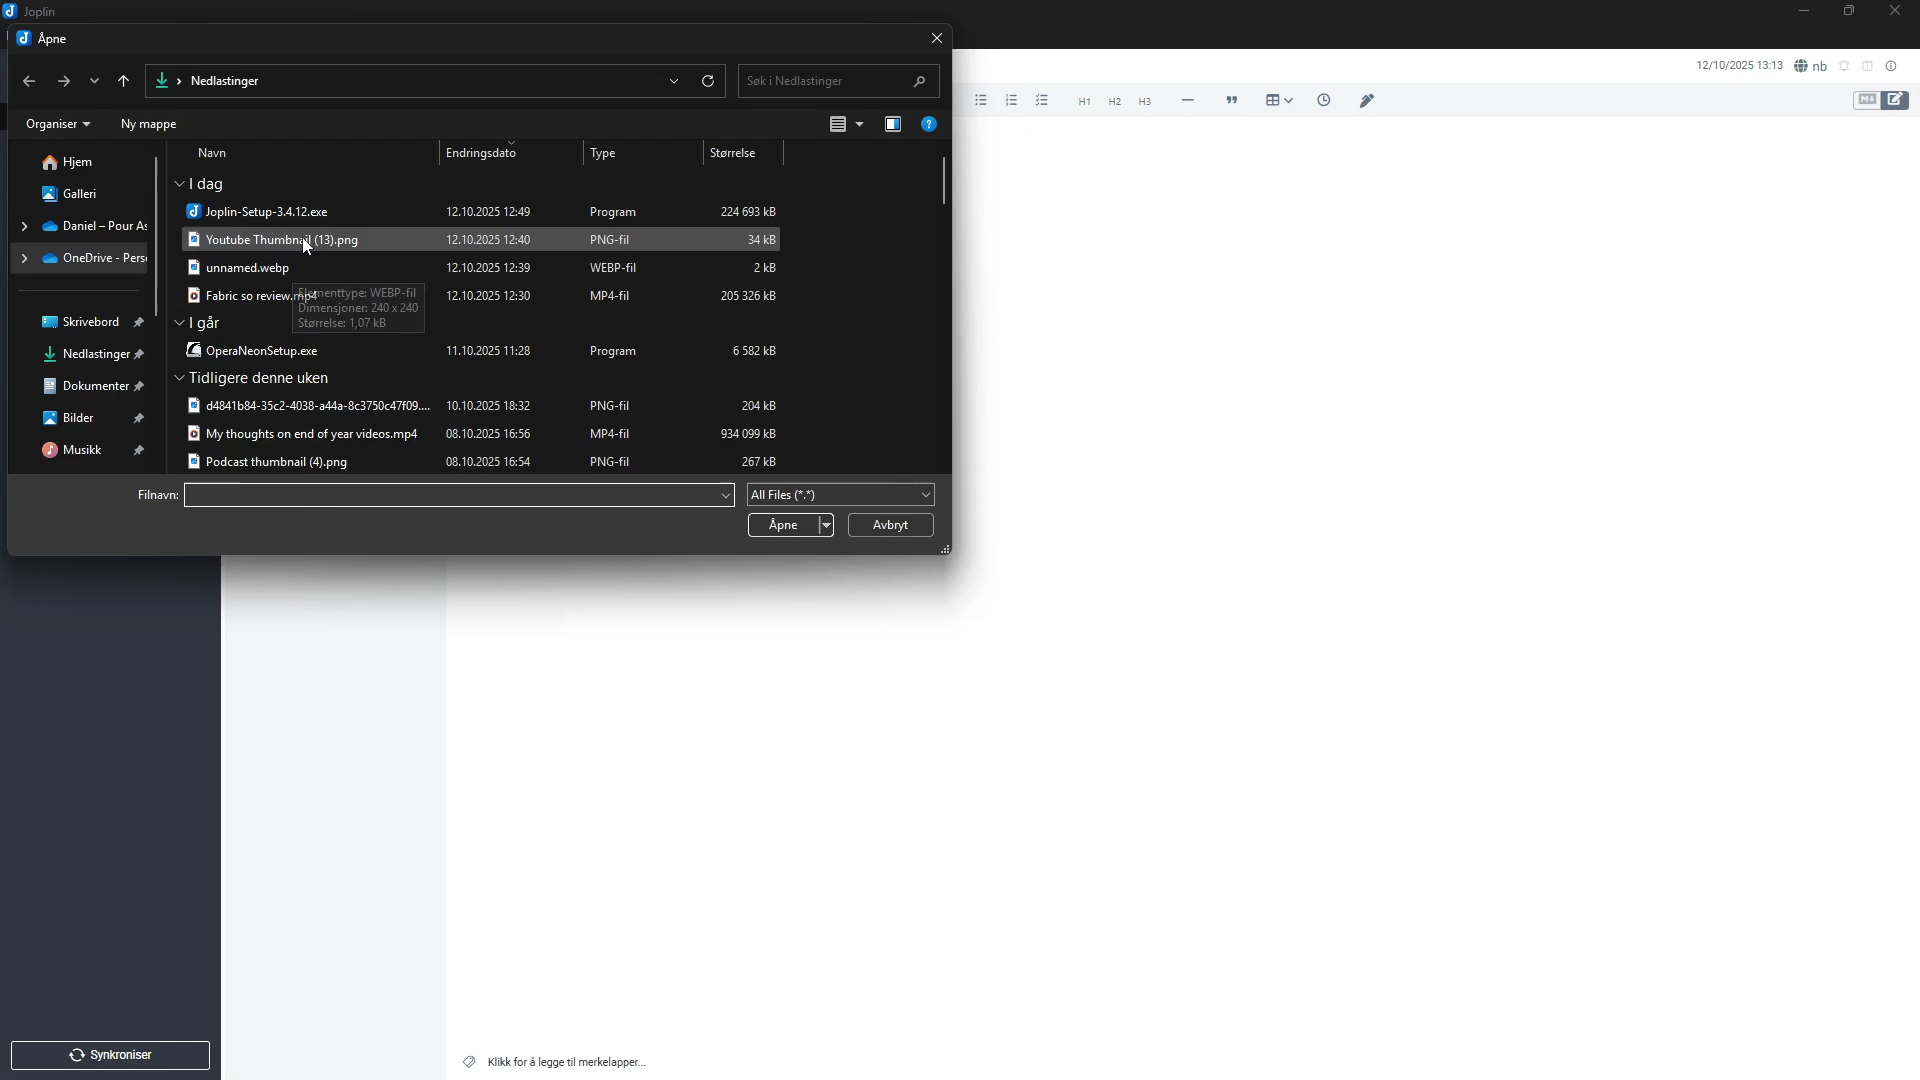 Joplin
Åpne
Nedlastinger
Søk i Nedlastinger
12/10/2025 13:13 nb
H1 H2 H3
Organiser Ny mappe
Navn Endringsdato Type Størrelse
Hjem
Galleri
Daniel – Pour As
OneDrive - Perso
Skrivebord
Nedlastinger
Dokumenter
Bilder
Musikk
I dag
Joplin-Setup-3.4.12.exe 12.10.2025 12:49 Program 224 693 kB
Youtube Thumbnail (13).png 12.10.2025 12:40 PNG-fil 34 kB
unnamed.webp 12.10.2025 12:39 WEBP-fil 2 kB
Fabric so review.mp4 12.10.2025 12:30 MP4-fil 205 326 kB
Elementtype: WEBP-fil
Dimensjoner: 240 x 240
Størrelse: 1,07 kB
I går
OperaNeonSetup.exe 11.10.2025 11:28 Program 6 582 kB
Tidligere denne uken
d4841b84-35c2-4038-a44a-8c3750c47f09.... 10.10.2025 18:32 PNG-fil 204 kB
My thoughts on end of year videos.mp4 08.10.2025 16:56 MP4-fil 934 099 kB
Podcast thumbnail (4).png 08.10.2025 16:54 PNG-fil 267 kB
Filnavn: All Files (*.*)
Åpne Avbryt
Synkroniser
Klikk for å legge til merkelapper...